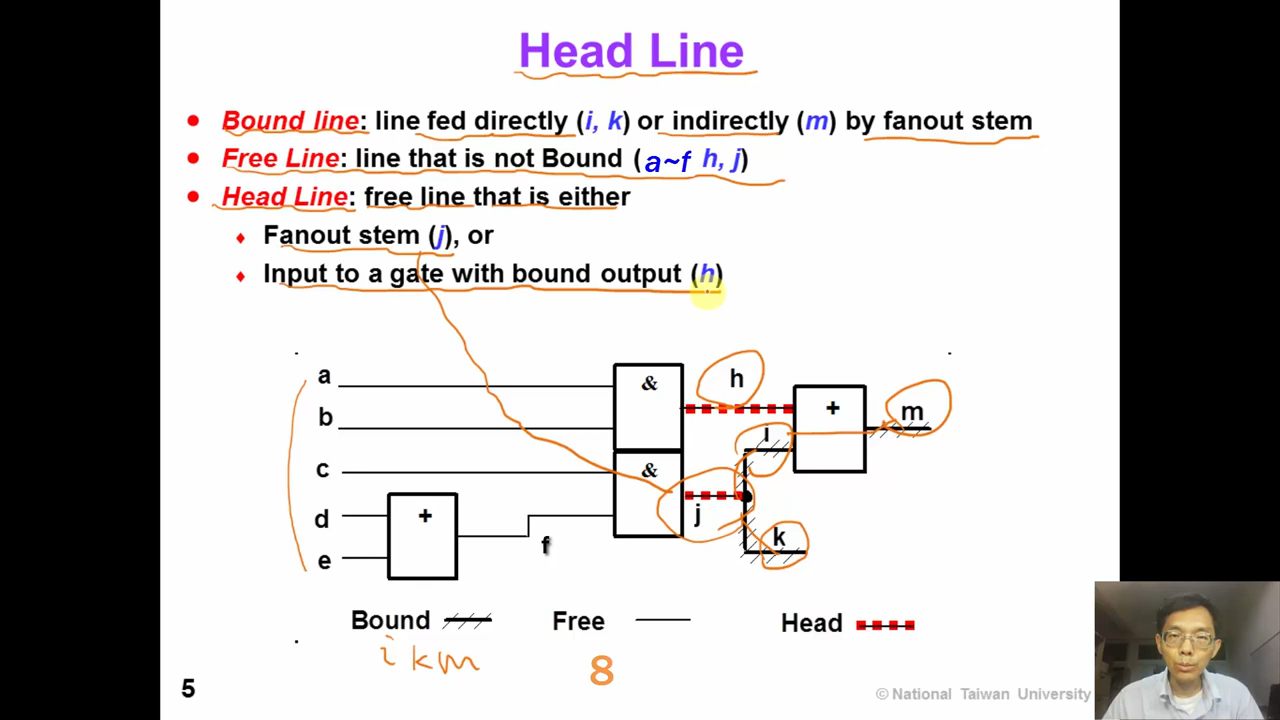 Head Line
Bound line: line fed directly (i, k) or indirectly (m) by fanout stem
Free Line: line that is not Bound (a~f h, j)
Head Line: free line that is either
Fanout stem (j), or
Input to a gate with bound output (h)
a
b
c
d
e
+
f
&
&
h
j
i
k
+
m
Bound
Free
Head
i k m
8
5
© National Taiwan University